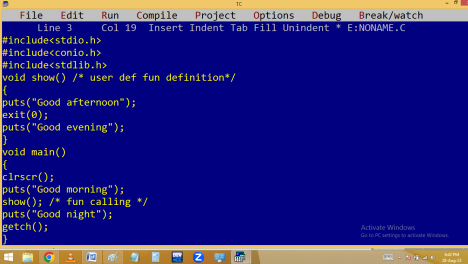 TC
File Edit Run Compile Project Options Debug Break/watch
Line 3 Col 19 Insert Indent Tab Fill Unindent * E:NONAME.C
#include<stdio.h>
#include<conio.h>
#include<stdlib.h>
void show() /* user def fun definition*/
{
puts("Good afternoon");
exit(0);
puts("Good evening");
}
void main()
{
clrscr();
puts("Good morning");
show(); /* fun calling */
puts("Good night");
getch();
}
Activate Windows
Go to PC settings to activate Windows.